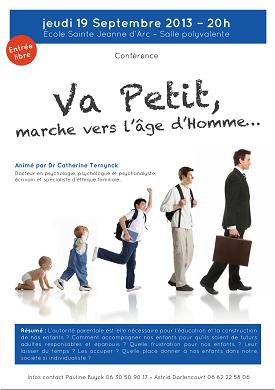 jeudi 19 Septembre 2013 – 20h
École Sainte Jeanne d'Arc – Salle polyvalente
Entrée
libre
Conférence
Va Petit,
marche vers l'âge d'Homme...
Animé par Dr Catherine Ternynck
Docteur en psychologie, psychologue et psychanalyste,
écrivain et spécialiste d'éthique familiale.
Résumé : L'autorité parentale est-elle nécessaire pour l'éducation et la construction
de nos enfants ? Comment accompagner nos enfants pour qu'ils soient de futurs
adultes responsables et épanouis ? Quelle frustration pour nos enfants ? Leur
laisser du temps ? Les occuper ? Quelle place donner à nos enfants dans notre
société si individualiste ?
Infos contact Pauline Buyck 06 30 50 90 17 – Astrid Dorlencourt 06 62 22 58 06